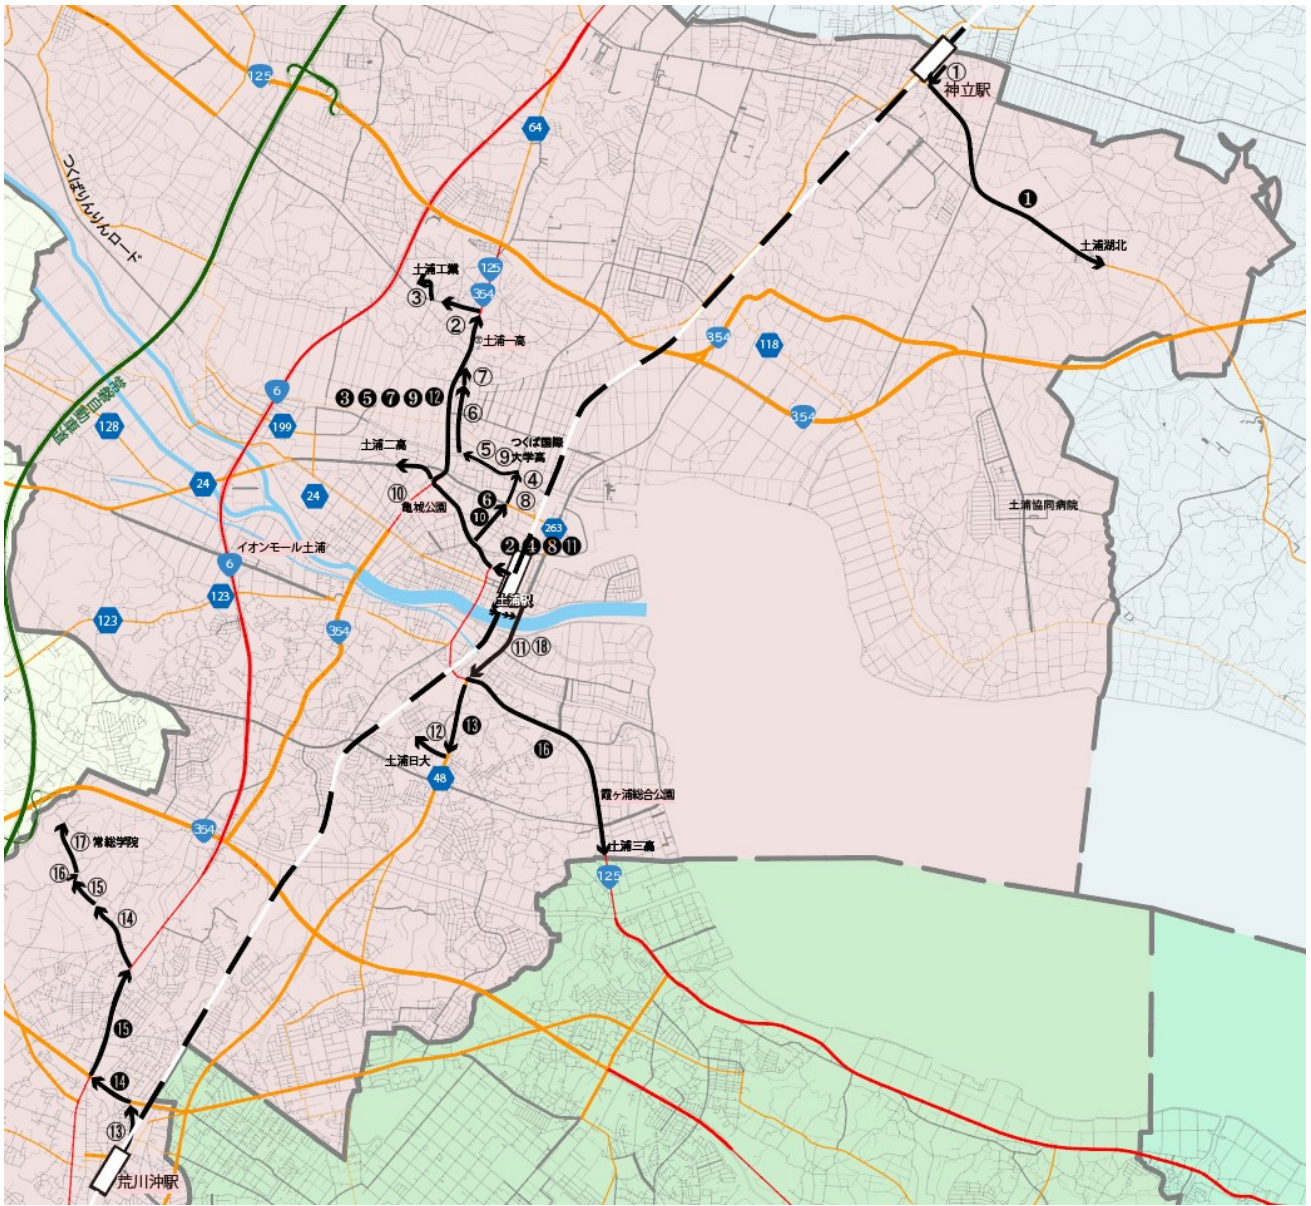 ①
神立駅
125
64
つくばりんりんロード
❶
土浦湖北
土浦工業
125
③
354
②
土浦一高
354
118
6
⑦
常磐自動車道
❸❺❼❾⓬
354
128
199
⑥
土浦二高
⑤
⑨
つくば国際
大学高
24
24
⑩
④
❻
⑧
亀城公園
❿
土浦協同病院
263
イオンモール土浦
❷❹❽⓫
6
123
土浦駅
123
354
⑪⑱
⑫
⓭
⓰
土浦日大
48
霞ヶ浦総合公園
354
⑰
常総学院
土浦三高
⑯
⑮
125
⑭
⓯
⓮
⑬
荒川沖駅